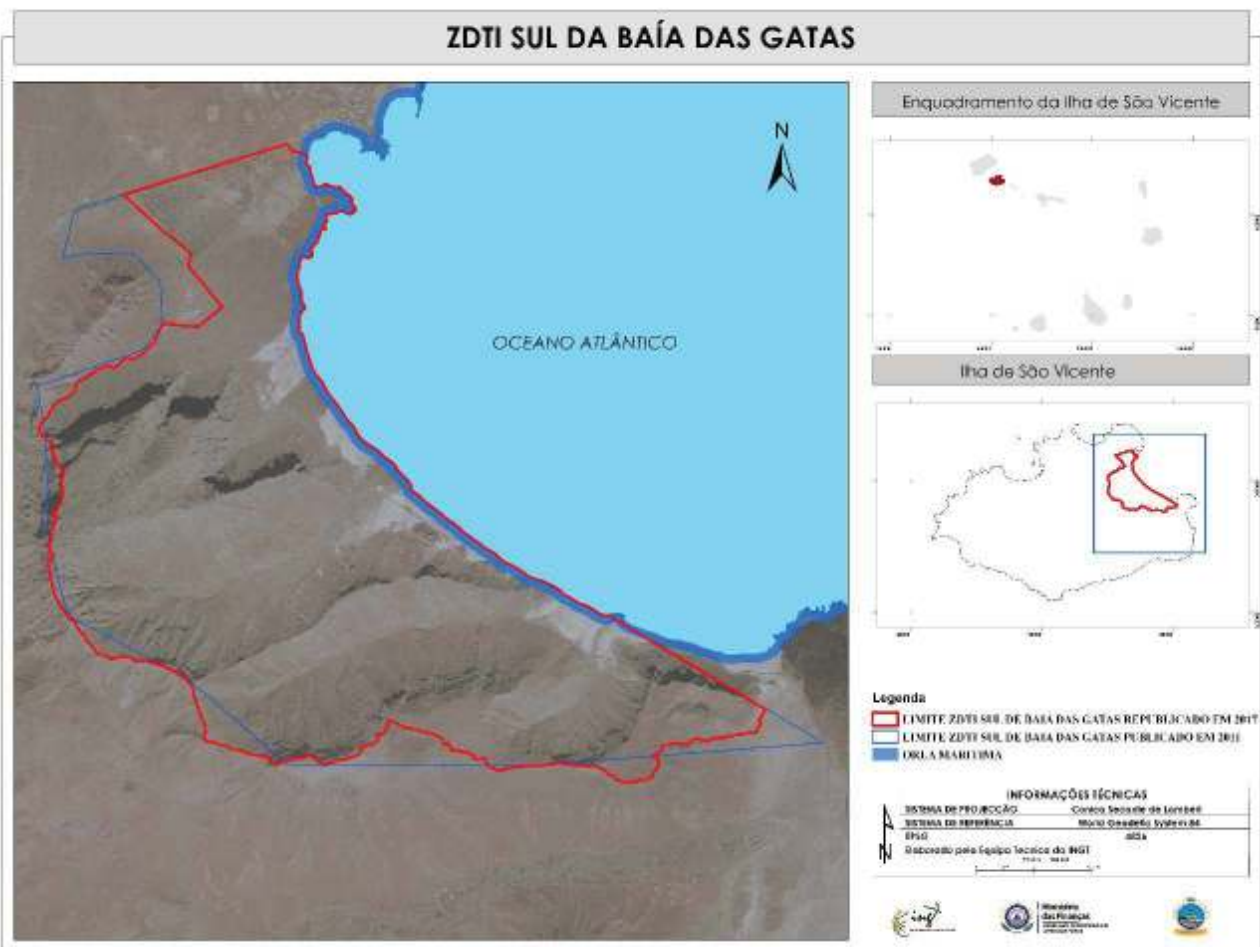 ZDTI SUL DA BAÍA DAS GATAS
N
OCEANO ATLÂNTICO
Enquadramento da Ilha de São Vicente
Ilha de São Vicente
Legenda
LIMITE ZDTI SUL DE BAIA DAS GATAS REPUBLICADO EM 2017
LIMITE ZDTI SUL DE BAIA DAS GATAS PUBLICADO EM 2011
ORLA MARITIMA
INFORMAÇÕES TÉCNICAS
SISTEMA DE PROJECÇÃO Conica Secante de Lambert
SISTEMA DE REFERÊNCIA World Geodetic System 84
EPSG
Elaborado pela Equipa Tecnica do INGT
N
Ministério
das Finanças